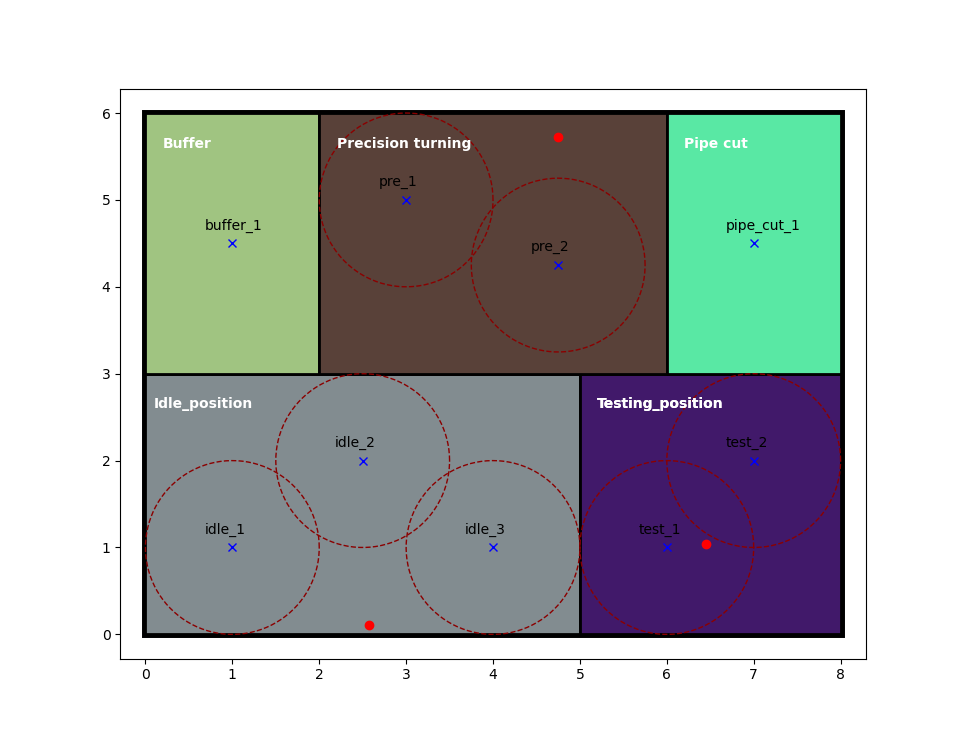 6
Buffer
Precision turning
Pipe cut
pre_1
5
buffer_1
pipe_cut_1
pre_2
4
3
Idle_position
Testing_position
idle_2
test_2
2
idle_1
idle_3
test_1
1
0
0 1 2 3 4 5 6 7 8